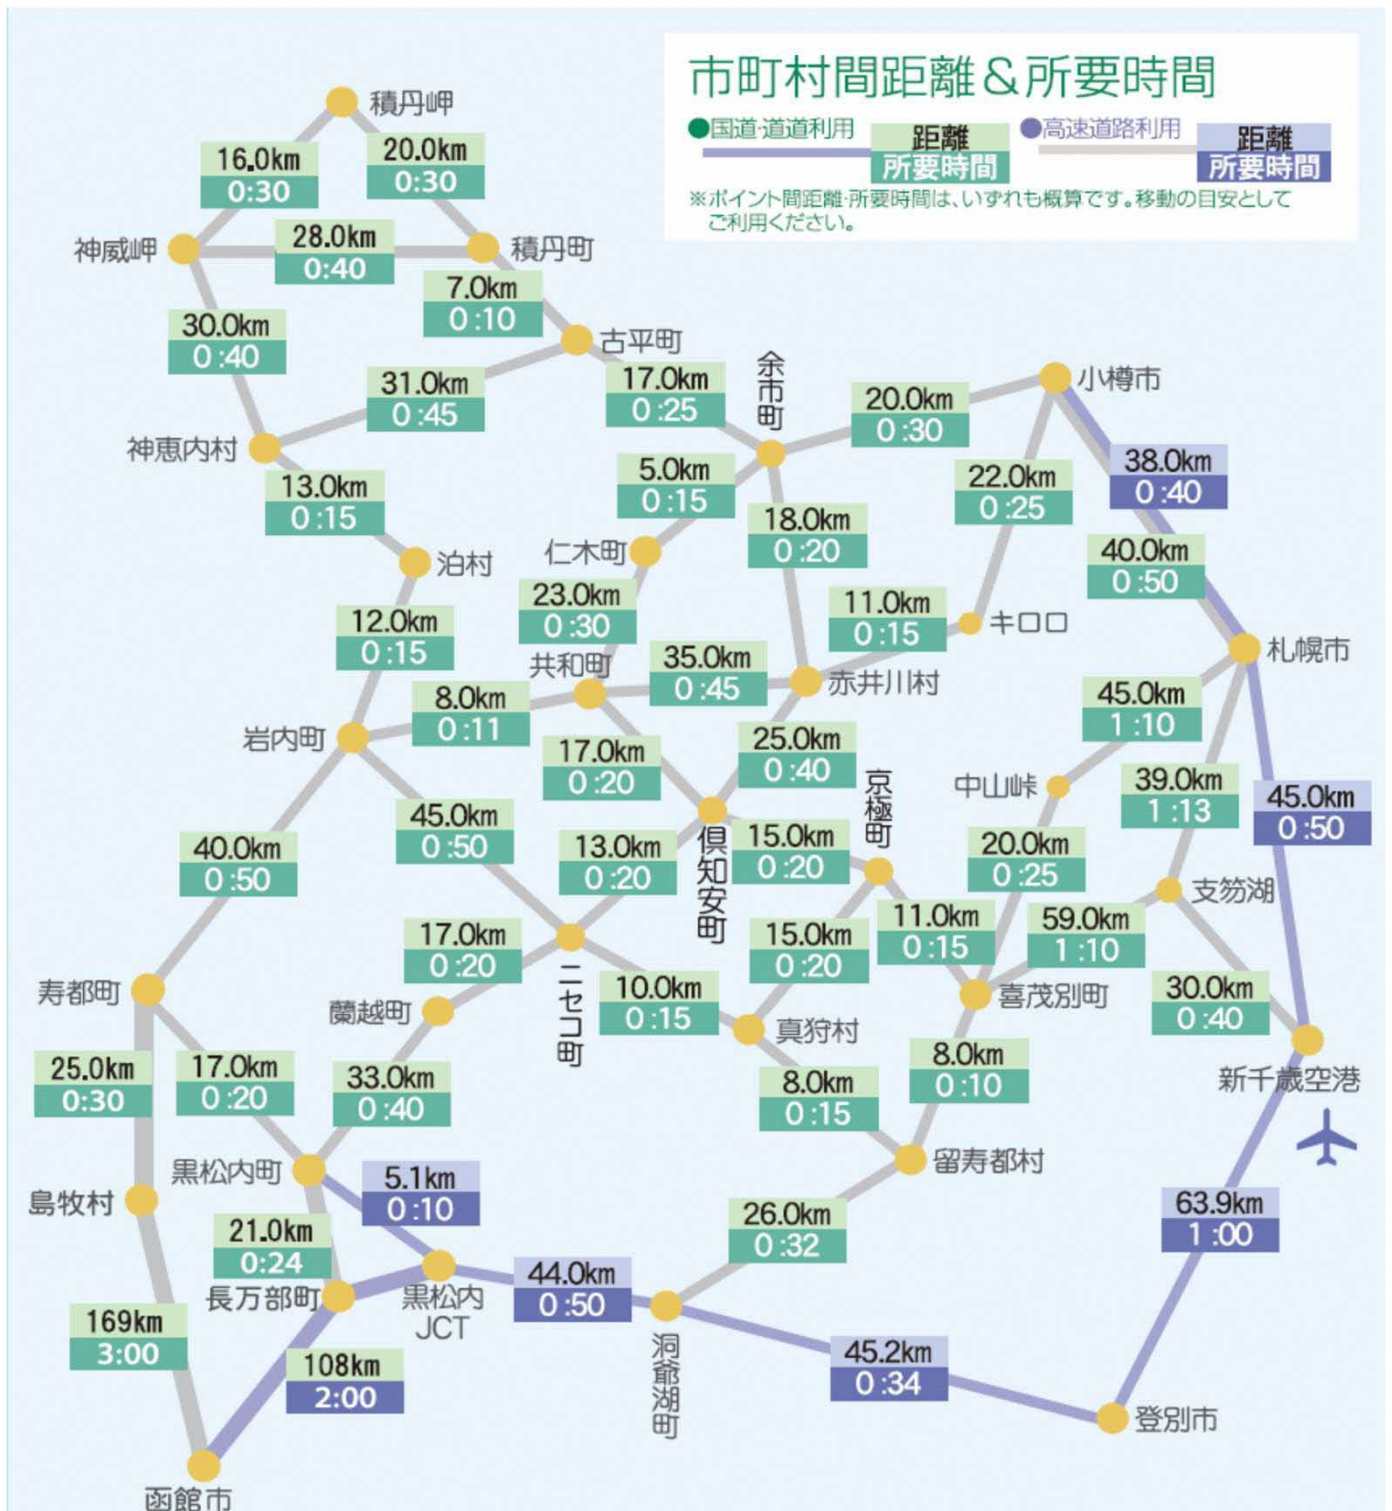 市町村間距離&所要時間
●国道·道道利用
距離
所要時間
●高速道路利用
距離
所要時間
※ポイント間距離·所要時間は、いずれも概算です。移動の目安として
ご利用ください。
積丹岬
16.0km
0:30
20.0km
0:30
神威岬
28.0km
0:40
積丹町
7.0km
0:10
30.0km
0:40
古平町
31.0km
0:45
17.0km
0:25
余市町
20.0km
0:30
小樽市
神恵内村
13.0km
0:15
5.0km
0:15
22.0km
0:25
38.0km
0:40
18.0km
0:20
40.0km
0:50
泊村
仁木町
23.0km
0:30
11.0km
0:15
キロロ
12.0km
0:15
共和町
35.0km
0:45
赤井川村
札幌市
8.0km
0:11
45.0km
1:10
岩内町
17.0km
0:20
25.0km
0:40
京極町
中山峠
39.0km
1:13
45.0km
0:50
45.0km
0:50
40.0km
0:50
13.0km
0:20
倶知安町
15.0km
0:20
20.0km
0:25
支笏湖
17.0km
0:20
15.0km
0:20
11.0km
0:15
59.0km
1:10
寿都町
蘭越町
ニセコ町
10.0km
0:15
真狩村
喜茂別町
30.0km
0:40
25.0km
0:30
17.0km
0:20
33.0km
0:40
8.0km
0:15
8.0km
0:10
新千歳空港
黒松内町
5.1km
0:10
留寿都村
島牧村
21.0km
0:24
26.0km
0:32
63.9km
1:00
長万部町
黒松内
JCT
44.0km
0:50
洞爺湖町
169km
3:00
108km
2:00
45.2km
0:34
登別市
函館市